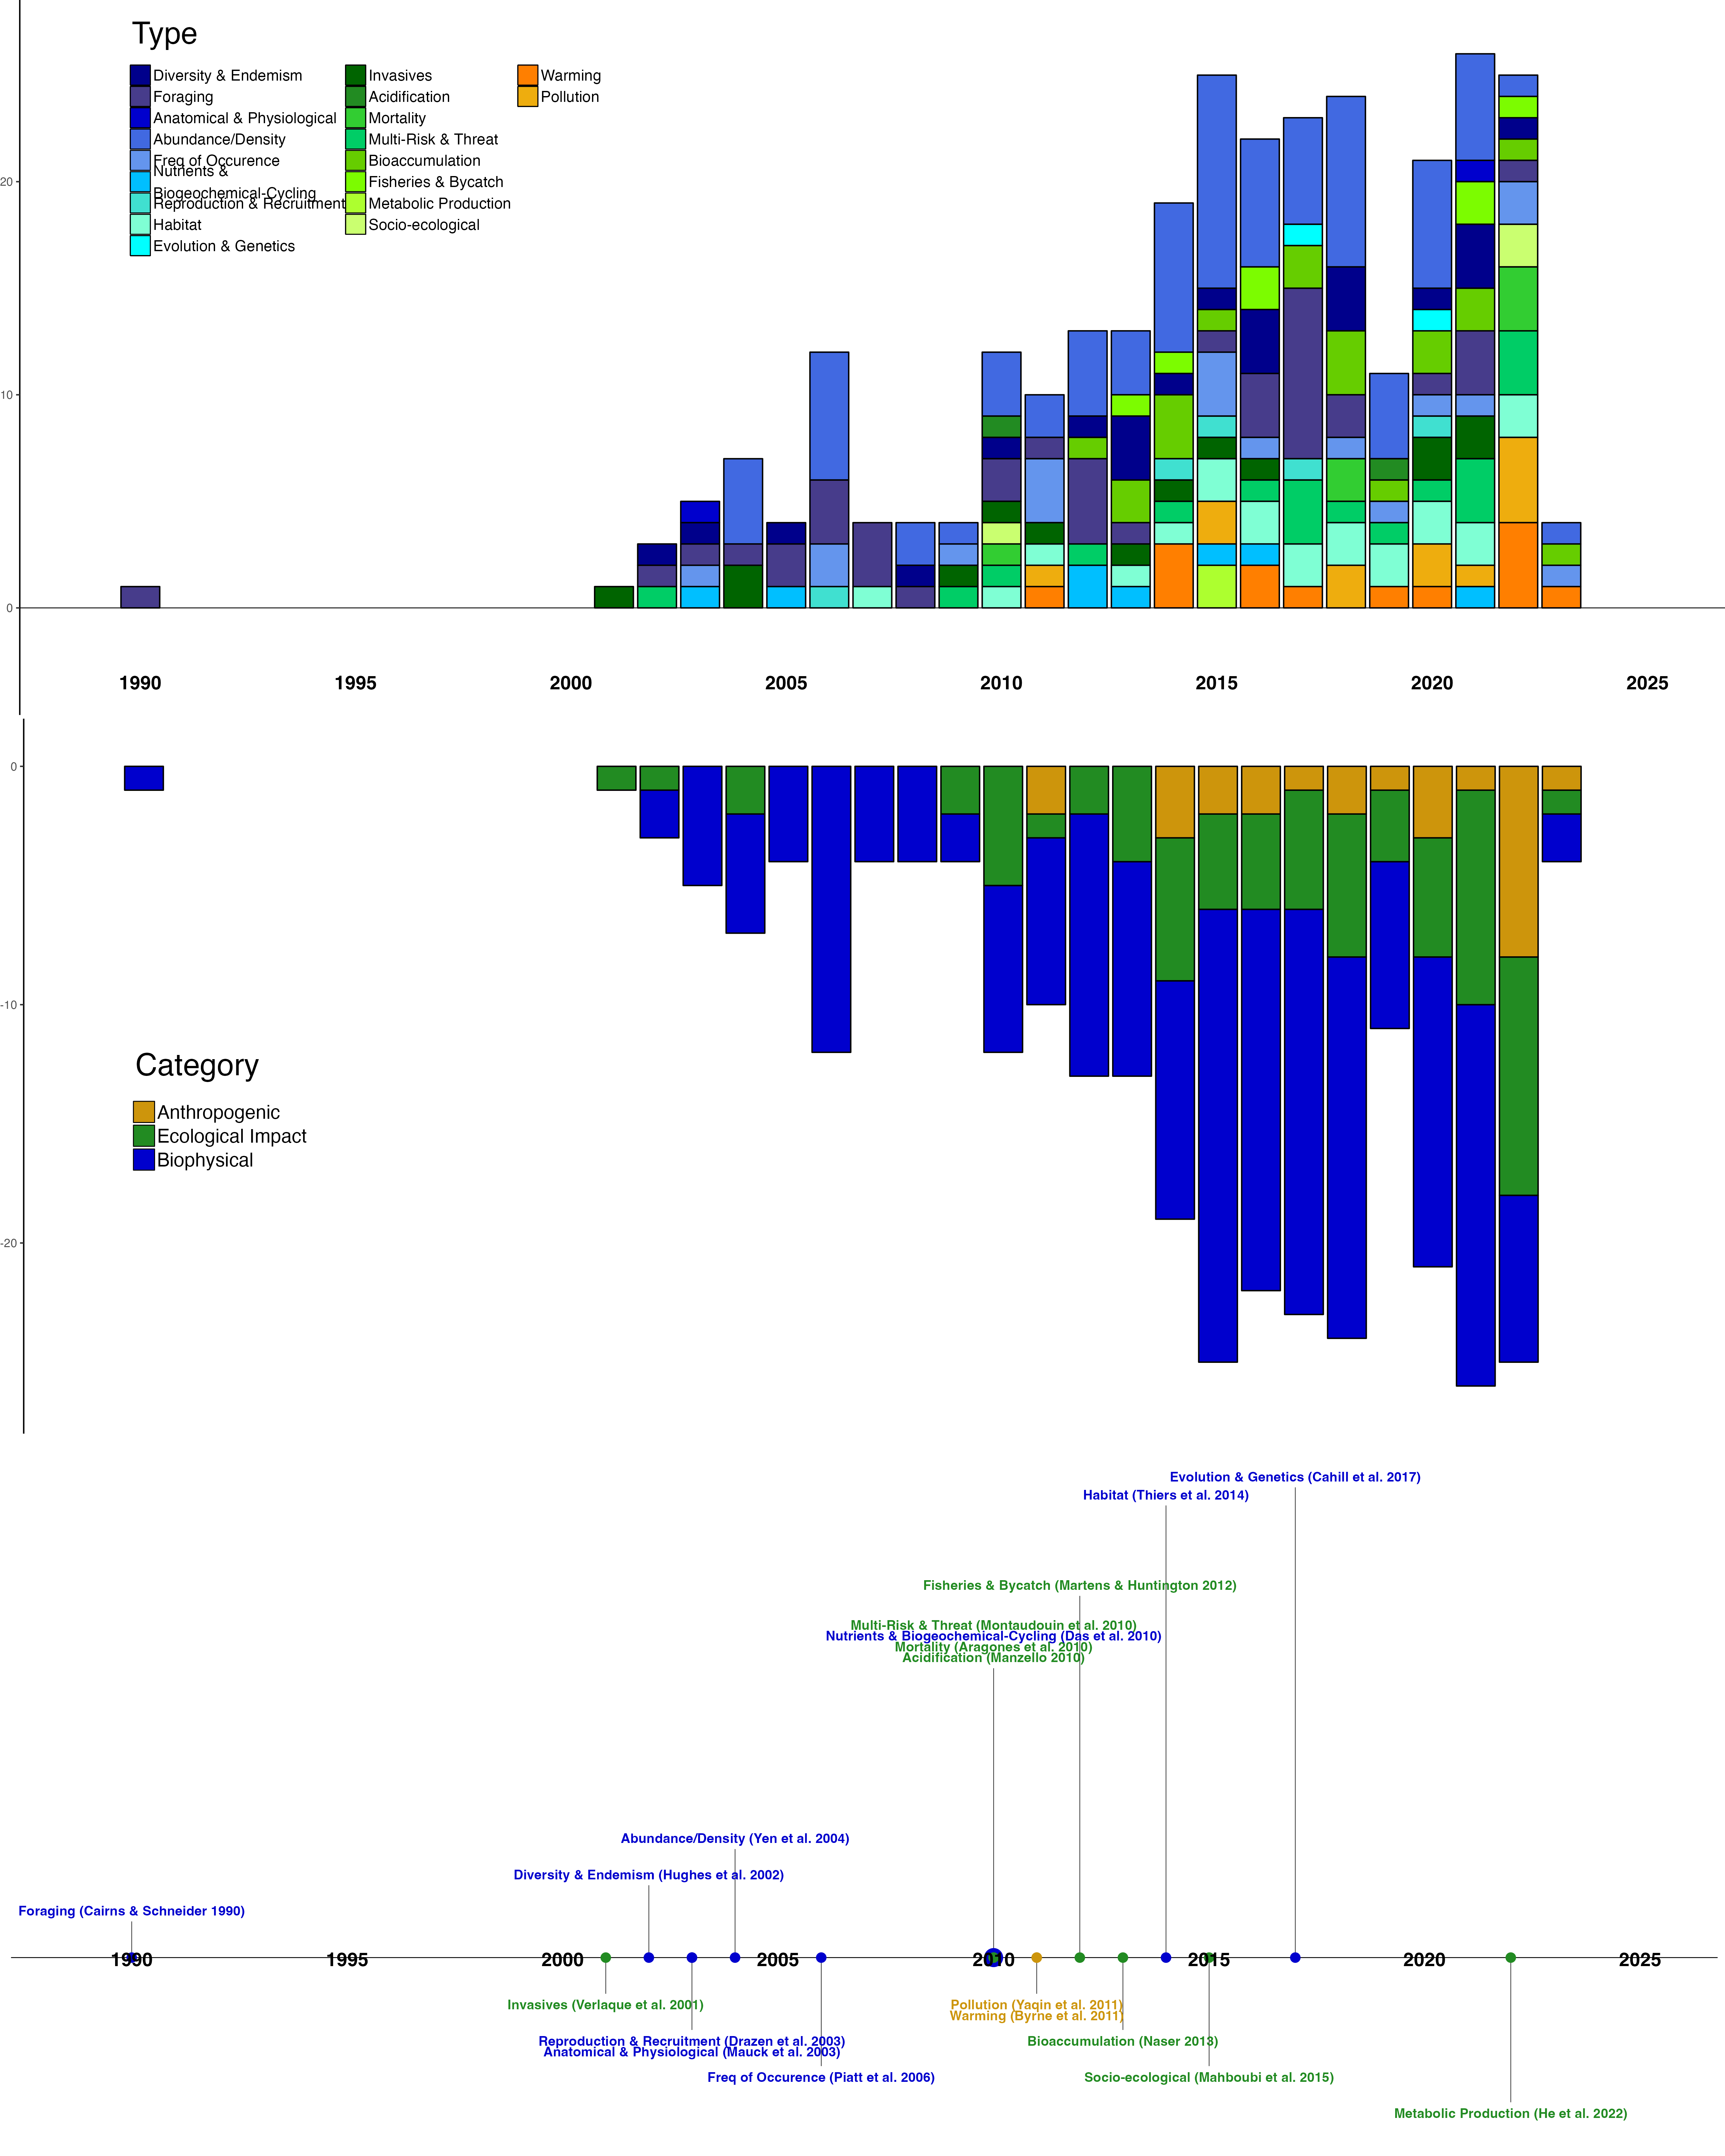 Type
Diversity & Endemism
Foraging
Anatomical & Physiological
Abundance/Density
Freq of Occurence
Nutrients &
Biogeochemical-Cycling
Reproduction & Recruitment
Habitat
Evolution & Genetics
Invasives
Acidification
Mortality
Multi-Risk & Threat
Bioaccumulation
Fisheries & Bycatch
Metabolic Production
Socio-ecological
Warming
Pollution
20
10
0
1990 1995 2000 2005 2010 2015 2020 2025
0
-10
-20
Category
Anthropogenic
Ecological Impact
Biophysical
Evolution & Genetics (Cahill et al. 2017)
Habitat (Thiers et al. 2014)
Fisheries & Bycatch (Martens & Huntington 2012)
Multi-Risk & Threat (Montaudouin et al. 2010)
Nutrients & Biogeochemical-Cycling (Das et al. 2010)
Mortality (Aragones et al. 2010)
Acidification (Manzello 2010)
Abundance/Density (Yen et al. 2004)
Diversity & Endemism (Hughes et al. 2002)
Foraging (Cairns & Schneider 1990)
1990 1995 2000 2005 2010 2015 2020 2025
Invasives (Verlaque et al. 2001)
Pollution (Yaqin et al. 2011)
Warming (Byrne et al. 2011)
Reproduction & Recruitment (Drazen et al. 2003)
Bioaccumulation (Naser 2013)
Anatomical & Physiological (Mauck et al. 2003)
Freq of Occurence (Piatt et al. 2006)
Socio-ecological (Mahboubi et al. 2015)
Metabolic Production (He et al. 2022)